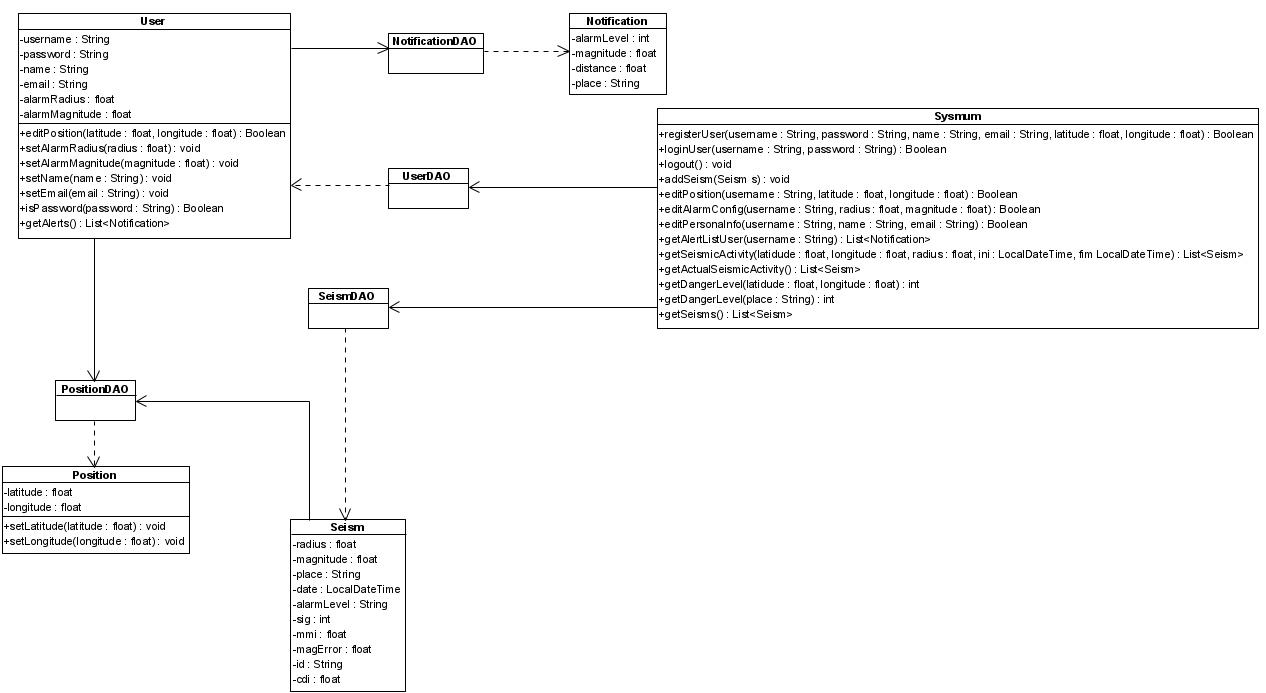 User
-username : String
-password : String
-name : String
-email : String
-alarmRadius : float
-alarmMagnitude : float
+editPosition(latitude : float, longitude : float) : Boolean
+setAlarmRadius(radius : float) : void
+setAlarmMagnitude(magnitude : float) : void
+setName(name : String) : void
+setEmail(email : String) : void
+isPassword(password : String) : Boolean
+getAlerts() : List<Notification>
NotificationDAO
Notification
-alarmLevel : int
-magnitude : float
-distance : float
-place : String
Sysmum
+registerUser(username : String, password : String, name : String, email : String, latitude : float, longitude : float) : Boolean
+loginUser(username : String, password : String) : Boolean
+logout() : void
+addSeism(Seism s) : void
+editPosition(username : String, latitude : float, longitude : float) : Boolean
+editAlarmConfig(username : String, radius : float, magnitude : float) : Boolean
+editPersonalInfo(username : String, name : String, email : String) : Boolean
+getAlertListUser(username : String) : List<Notification>
+getSeismicActivity(latidude : float, longitude : float, radius : float, ini : LocalDateTime, fim LocalDateTime) : List<Seism>
+getActualSeismicActivity() : List<Seism>
+getDangerLevel(latidude : float, longitude : float) : int
+getDangerLevel(place : String) : int
+getSeisms() : List<Seism>
UserDAO
SeismDAO
PositionDAO
Position
-latitude : float
-longitude : float
+setLatitude(latitude : float) : void
+setLongitude(longitude : float) : void
Seism
-radius : float
-magnitude : float
-place : String
-date : LocalDateTime
-alarmLevel : String
-sig : int
-mmi : float
-magError : float
-id : String
-cdi : float